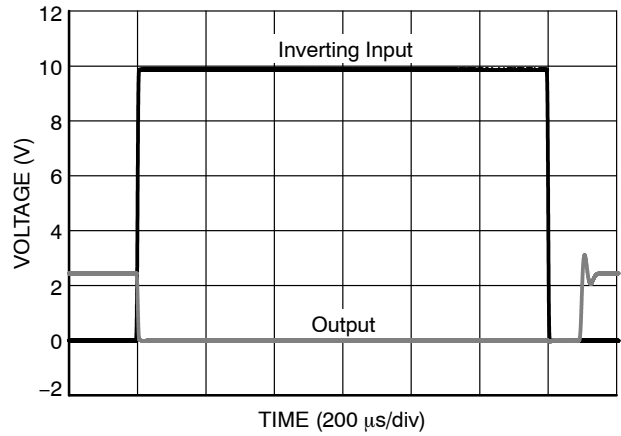 12
Inverting Input
10
8
6
4
2
Output
0
−2
VOLTAGE (V)
TIME (200 μs/div)